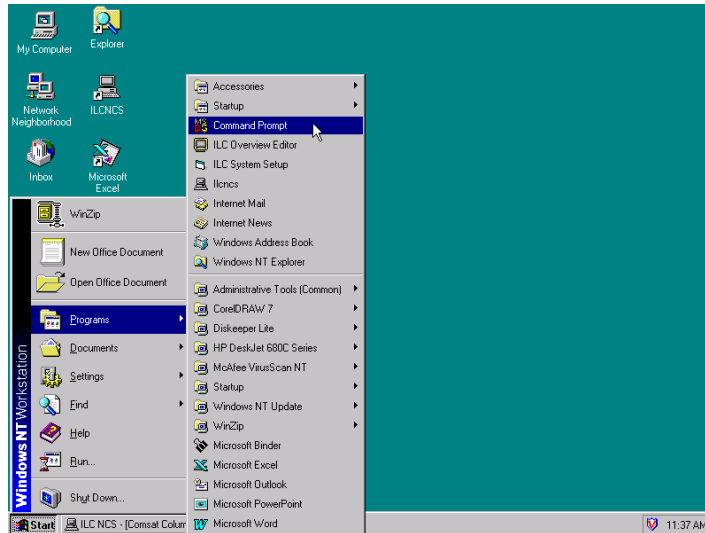 My Computer
Explorer
Network
Neighborhood
ILCNCS
Inbox
Microsoft
Excel
WinZip
New Office Document
Open Office Document
Programs
Documents
Settings
Find
Help
Run...
Shut Down...
Windows NT Workstation
Accessories
Startup
Command Prompt
ILC Overview Editor
ILC System Setup
Ilcncs
Internet Mail
Internet News
Windows Address Book
Windows NT Explorer
Administrative Tools (Common)
CorelDRAW 7
Diskeeper Lite
HP DeskJet 680C Series
McAfee VirusScan NT
Startup
Windows NT Update
WinZip
Microsoft Binder
Microsoft Excel
Microsoft Outlook
Microsoft PowerPoint
Microsoft Word
Start
ILC NCS - [Comsat Colum
11:37 AM